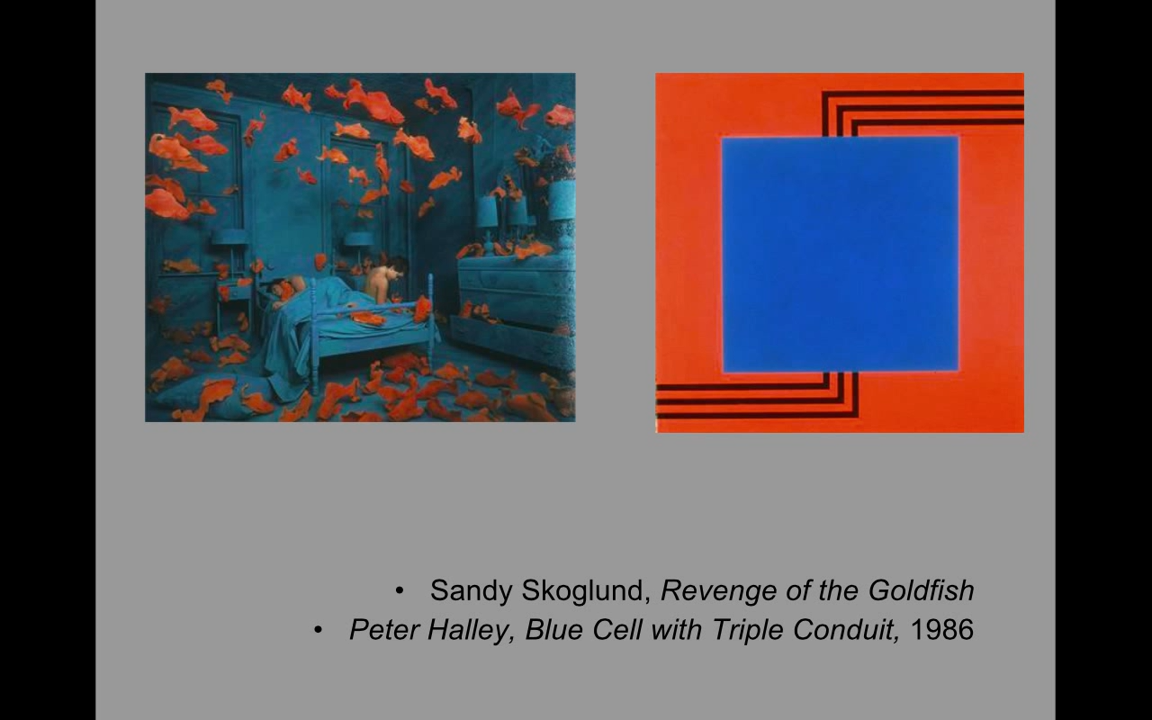 • Sandy Skoglund, Revenge of the Goldfish
• Peter Halley, Blue Cell with Triple Conduit, 1986